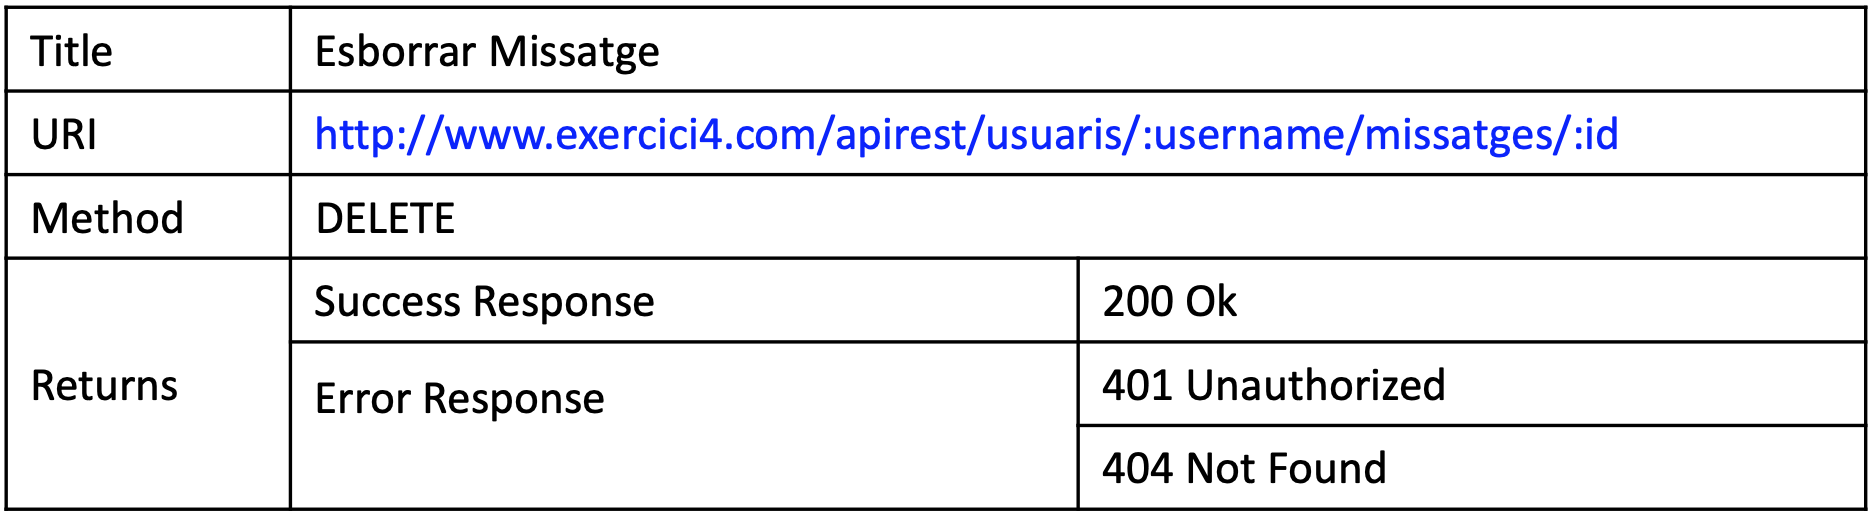 Title Esborrar Missatge
URI http://www.exercici4.com/apirest/usuaris/:username/missatges/:id
Method DELETE
Returns Success Response 200 Ok
Error Response 401 Unauthorized
404 Not Found